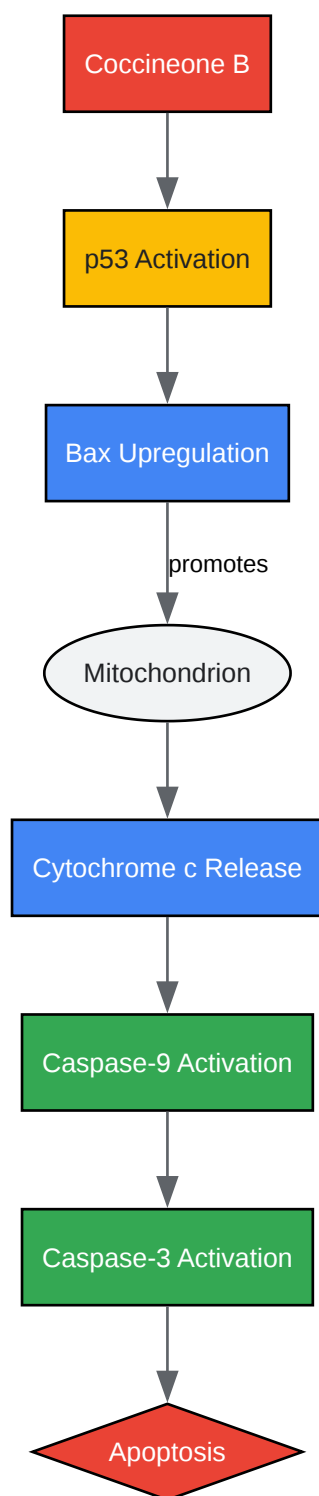 Coccineone B
p53 Activation
Bax Upregulation
promotes
Mitochondrion
Cytochrome c Release
Caspase-9 Activation
Caspase-3 Activation
Apoptosis